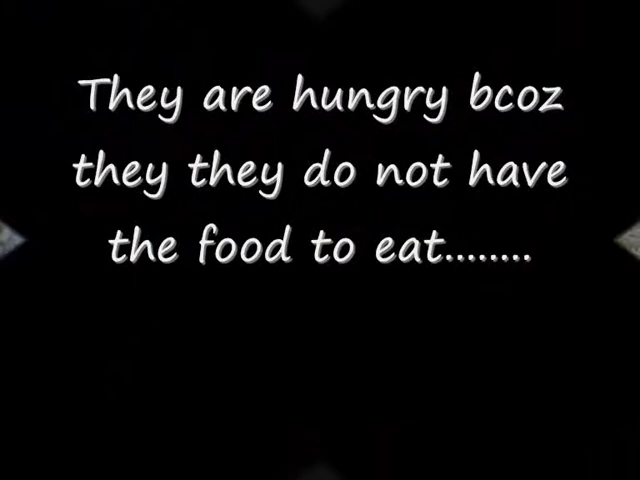 They are hungry bcoz
they they do not have
the food to eat........